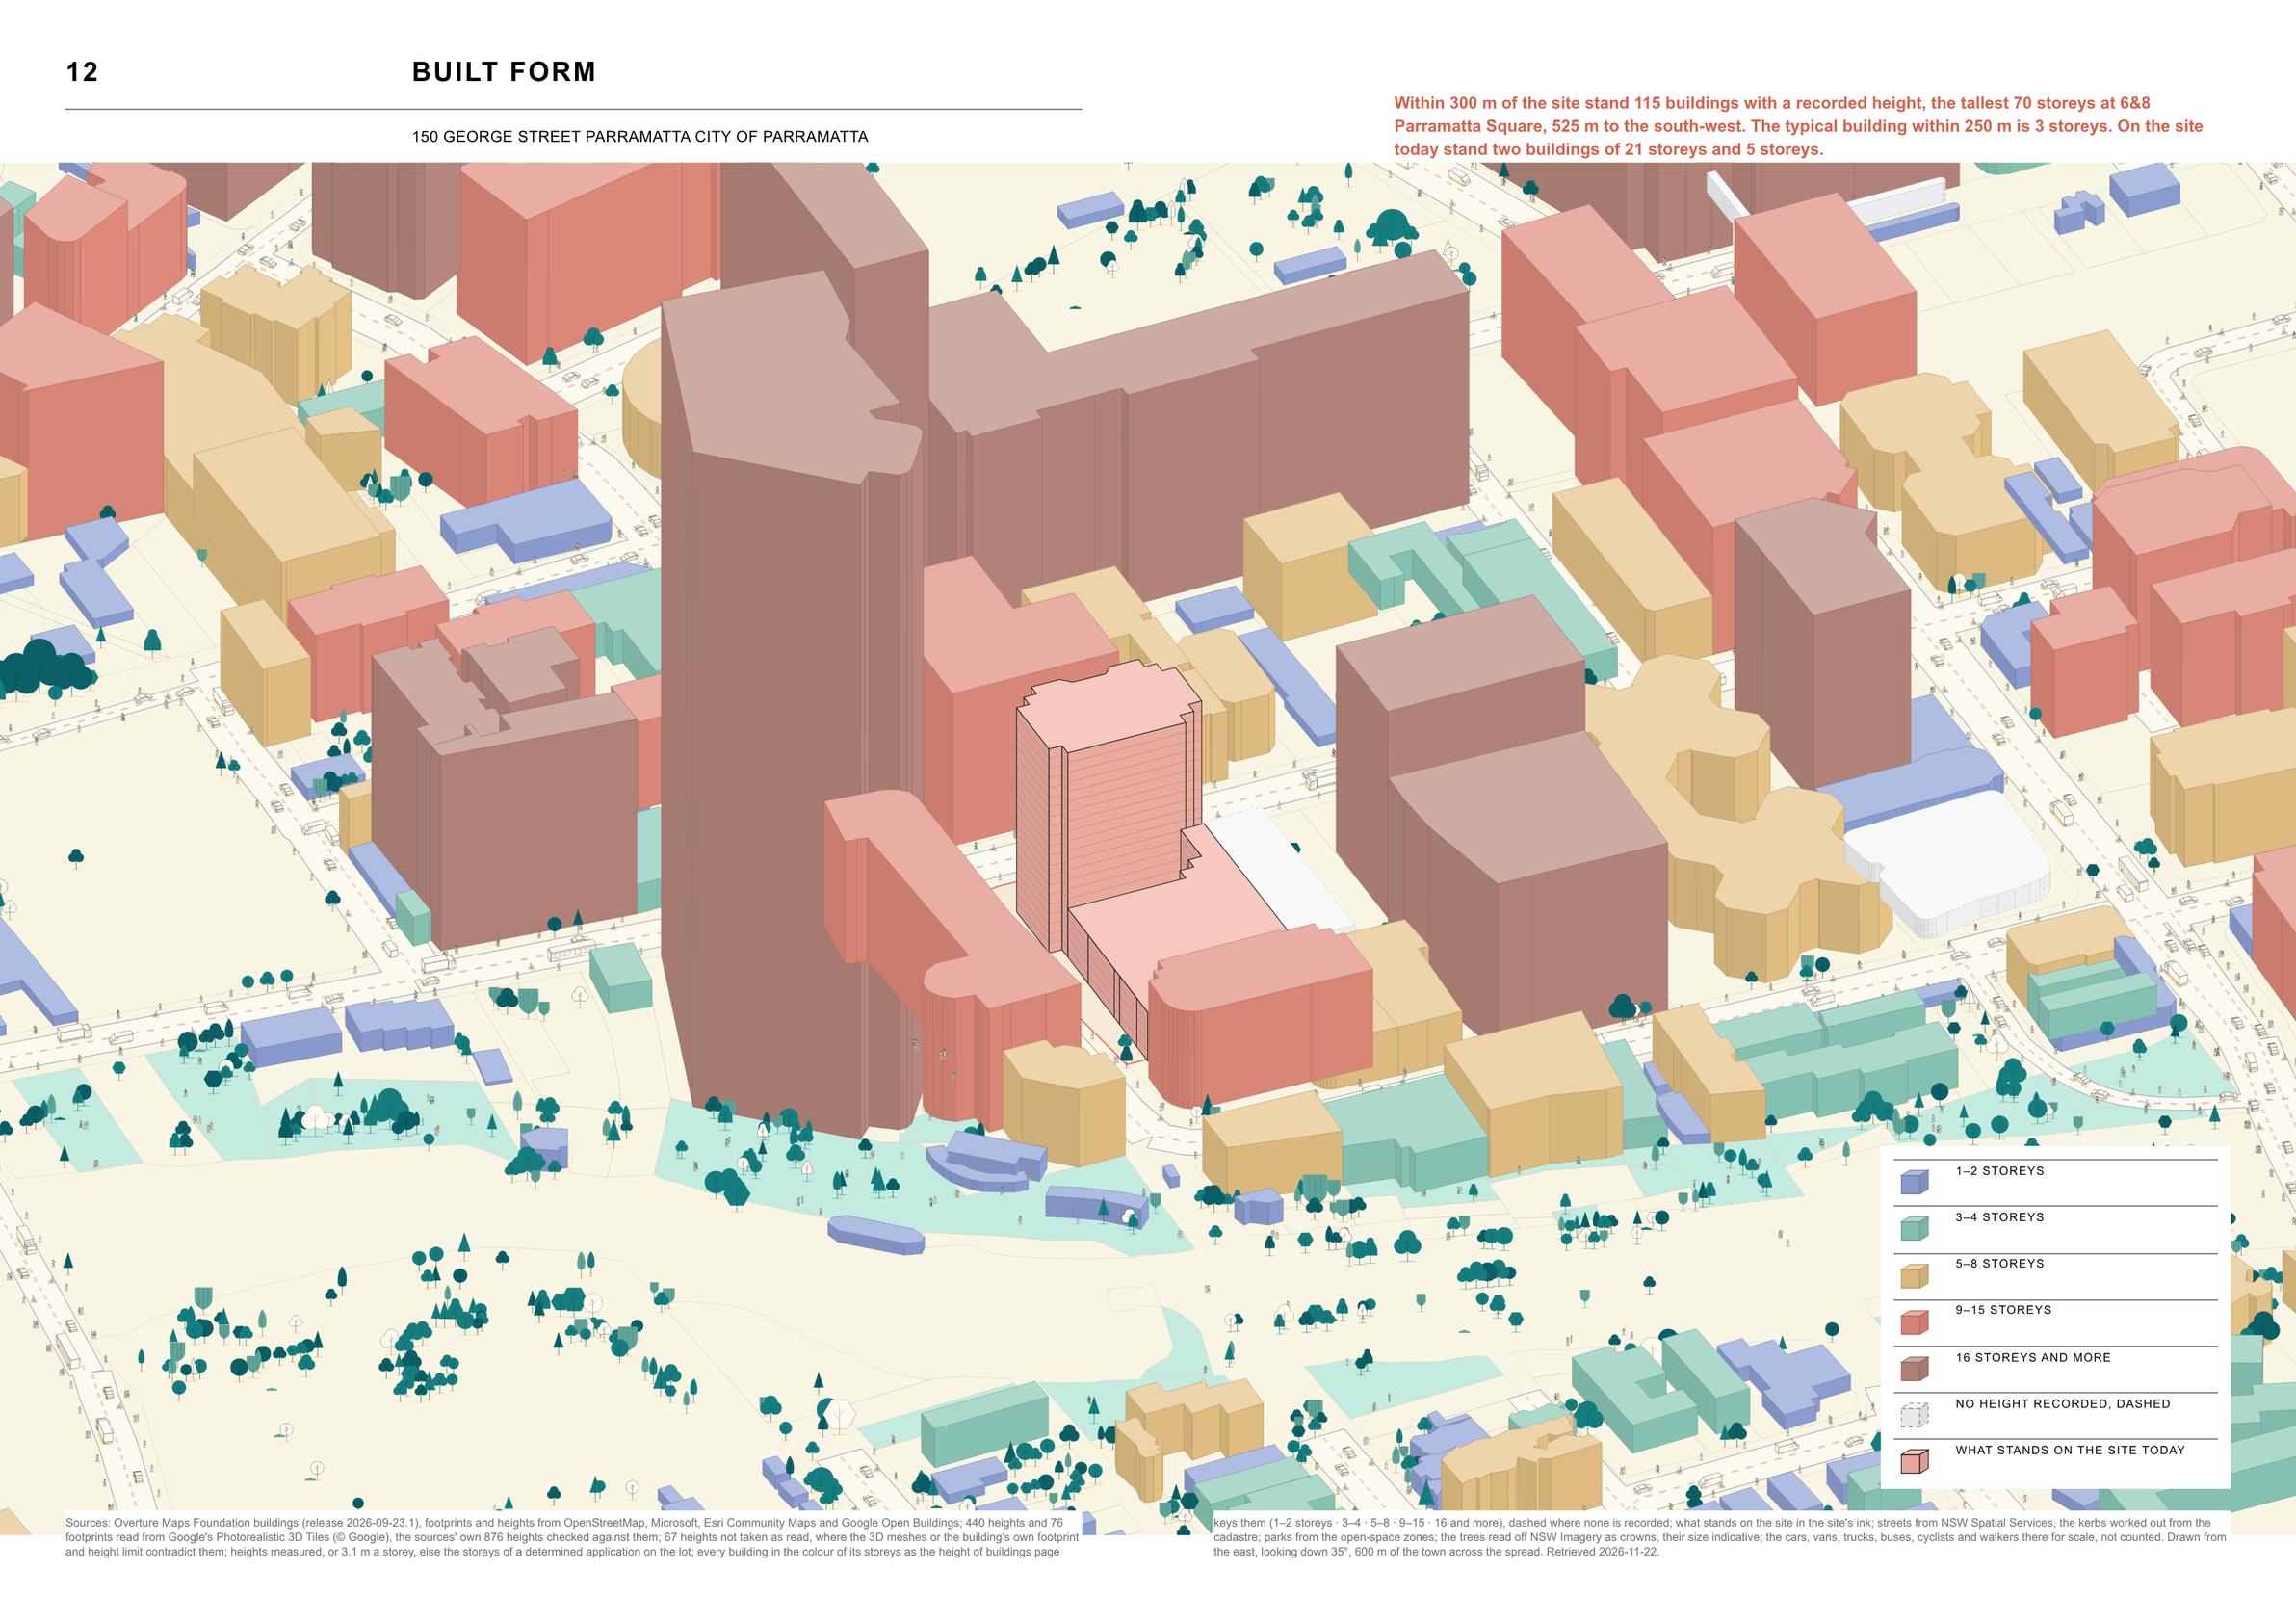 12
BUILT FORM
150 GEORGE STREET PARRAMATTA CITY OF PARRAMATTA
Within 300 m of the site stand 115 buildings with a recorded height, the tallest 70 storeys at 6&8
Parramatta Square, 525 m to the south-west. The typical building within 250 m is 3 storeys. On the site
today stand two buildings of 21 storeys and 5 storeys.
1–2 STOREYS
3–4 STOREYS
5–8 STOREYS
9–15 STOREYS
16 STOREYS AND MORE
NO HEIGHT RECORDED, DASHED
WHAT STANDS ON THE SITE TODAY
Sources: Overture Maps Foundation buildings (release 2026-09-23.1), footprints and heights from OpenStreetMap, Microsoft, Esri Community Maps and Google Open Buildings; 440 heights and 76
footprints read from Google's Photorealistic 3D Tiles (© Google), the sources' own 876 heights checked against them; 67 heights not taken as read, where the 3D meshes or the building's own footprint
and height limit contradict them; heights measured, or 3.1 m a storey, else the storeys of a determined application on the lot; every building in the colour of its storeys as the height of buildings page
keys them (1–2 storeys · 3–4 · 5–8 · 9–15 · 16 and more), dashed where none is recorded; what stands on the site in the site's ink; streets from NSW Spatial Services, the kerbs worked out from the
cadastre; parks from the open-space zones; the trees read off NSW Imagery as crowns, their size indicative; the cars, vans, trucks, buses, cyclists and walkers there for scale, not counted. Drawn from
the east, looking down 35°, 600 m of the town across the spread. Retrieved 2026-11-22.